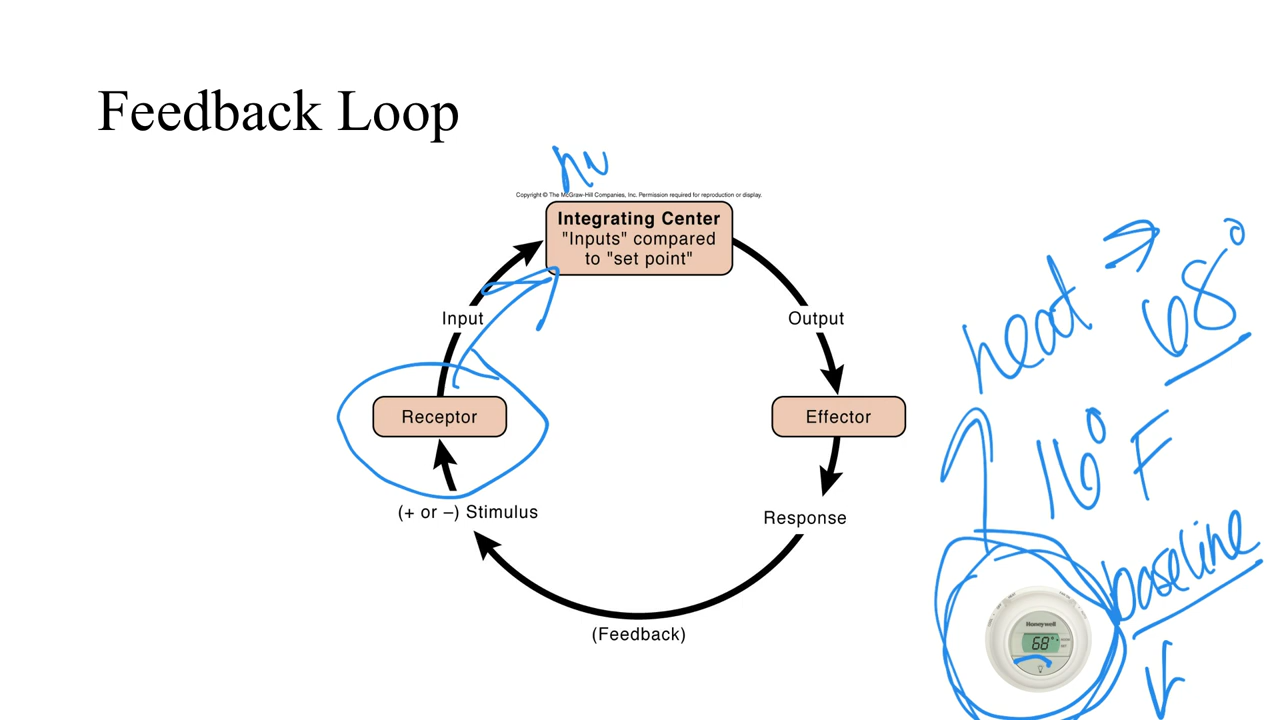 Feedback Loop
Copyright © The McGraw-Hill Companies, Inc. Permission required for reproduction or display.
Integrating Center
"Inputs" compared
to "set point"
Input
Output
Receptor
Effector
(+ or –) Stimulus
Response
(Feedback)
heat → 68°
16° F
baseline
Honeywell
68°